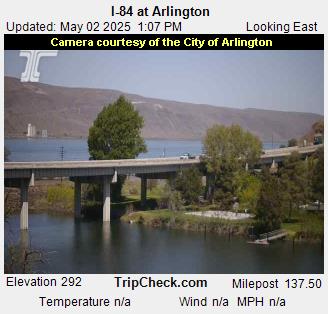 I-84 at Arlington
Updated: May 02 2025 1:07 PM Looking East
Camera courtesy of the City of Arlington
Elevation 292 TripCheck.com Milepost 137.50
Temperature n/a Wind n/a MPH n/a